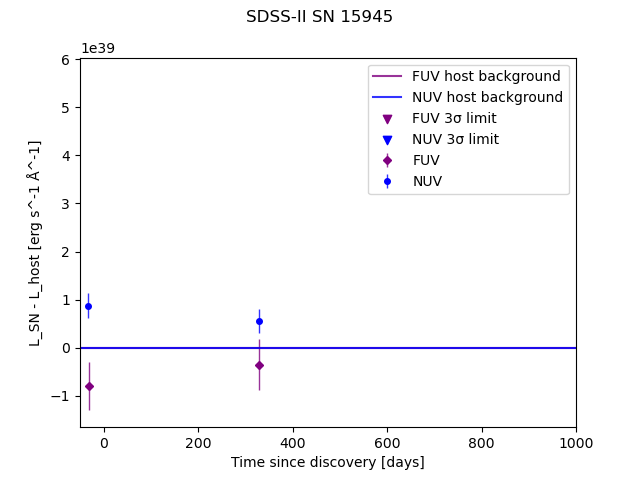 SDSS-II SN 15945
1e39
6
5
4
3
2
1
0
−1
L_SN - L_host [erg s^-1 Å^-1]
FUV host background
NUV host background
FUV 3σ limit
NUV 3σ limit
FUV
NUV
0 200 400 600 800 1000
Time since discovery [days]